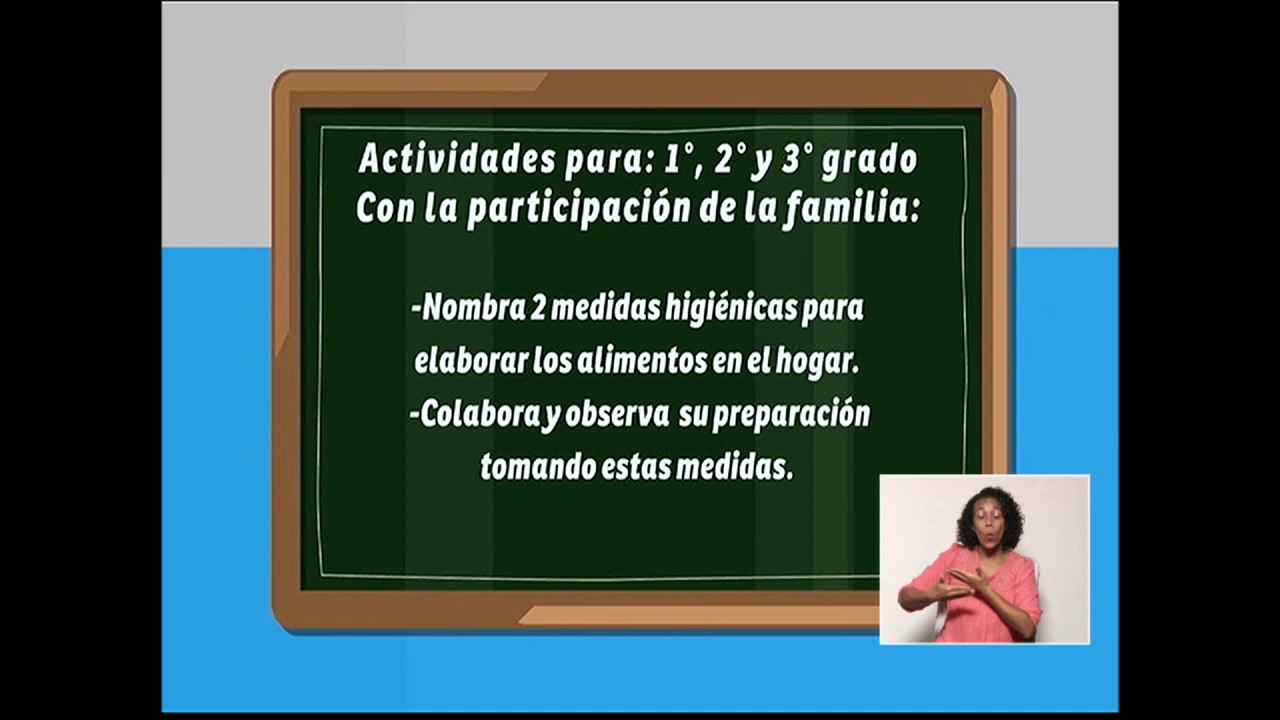 Actividades para: 1°, 2° y 3° grado
Con la participación de la familia:
-Nombra 2 medidas higiénicas para
elaborar los alimentos en el hogar.
-Colabora y observa su preparación
tomando estas medidas.